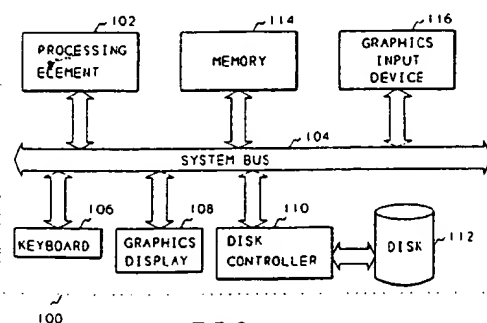 102
114
116
PROCESSING
ELEMENT
MEMORY
GRAPHICS
INPUT
DEVICE
104
SYSTEM BUS
106
108
110
KEYBOARD
GRAPHICS
DISPLAY
DISK
CONTROLLER
DISK
112
100